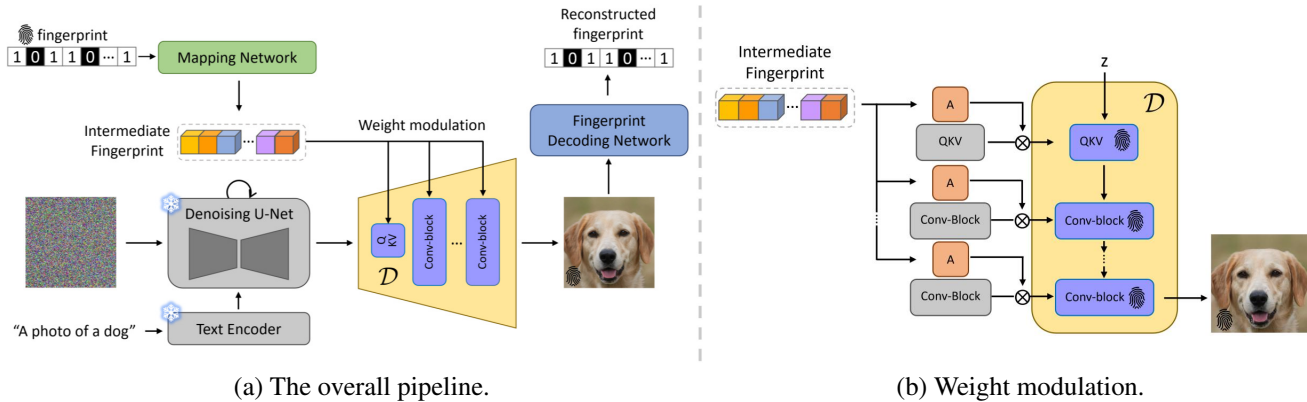 fingerprint
1 0 1 1 0 ... 1
Mapping Network
Intermediate
Fingerprint
...
Weight modulation
Reconstructed
fingerprint
1 0 1 1 0 ... 1
Fingerprint
Decoding Network
Denoising U-Net
Q
KV
Conv-block
...
Conv-block
D
"A photo of a dog"
Text Encoder
(a) The overall pipeline.
Intermediate
Fingerprint
...
A
QKV
A
Conv-Block
A
Conv-Block
Z
D
QKV
Conv-block
Conv-block
(b) Weight modulation.